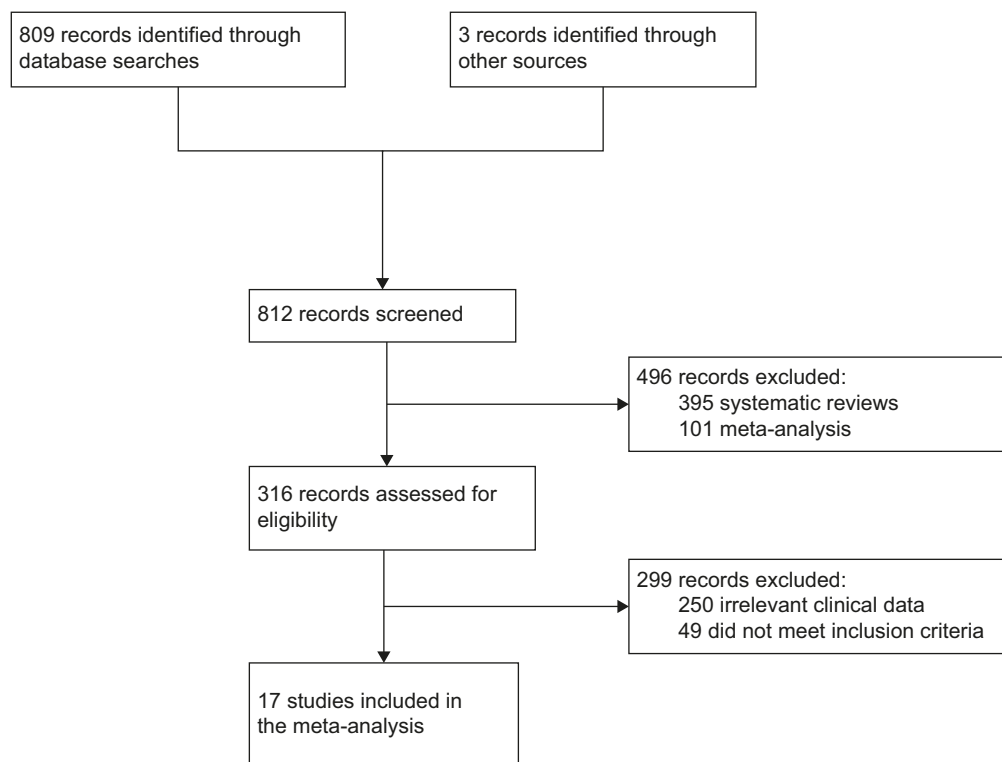 809 records identified through
database searches
3 records identified through
other sources
812 records screened
496 records excluded:
395 systematic reviews
101 meta-analysis
316 records assessed for
eligibility
299 records excluded:
250 irrelevant clinical data
49 did not meet inclusion criteria
17 studies included in
the meta-analysis